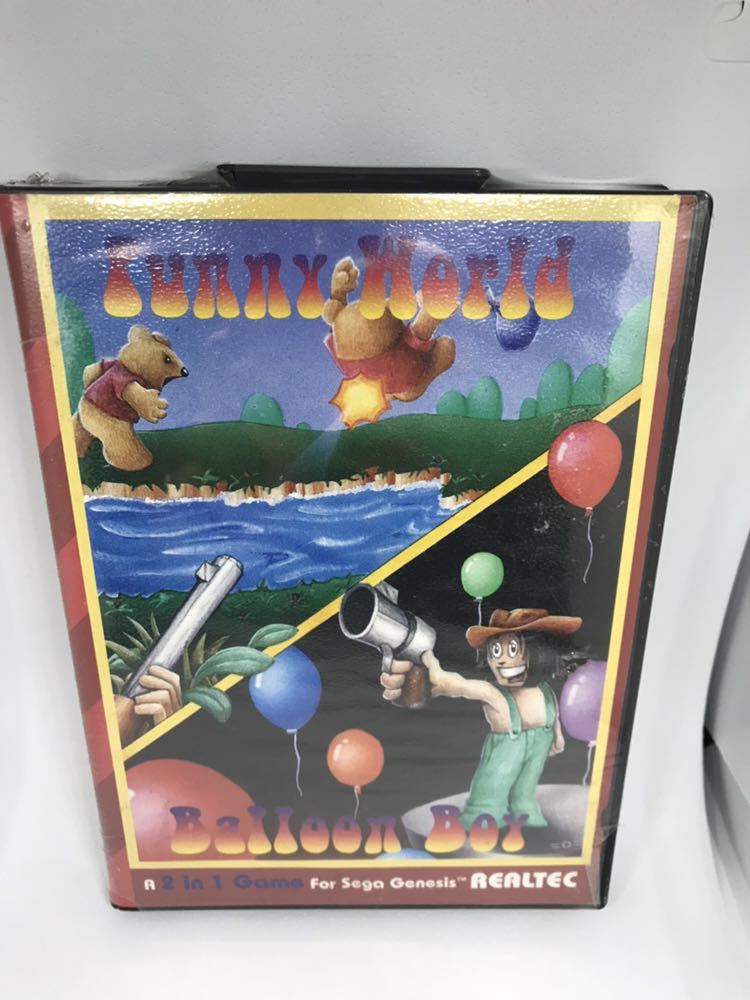 Funny World
Balloon Boy
A 2 in 1 Game For Sega Genesis™ REALTEC